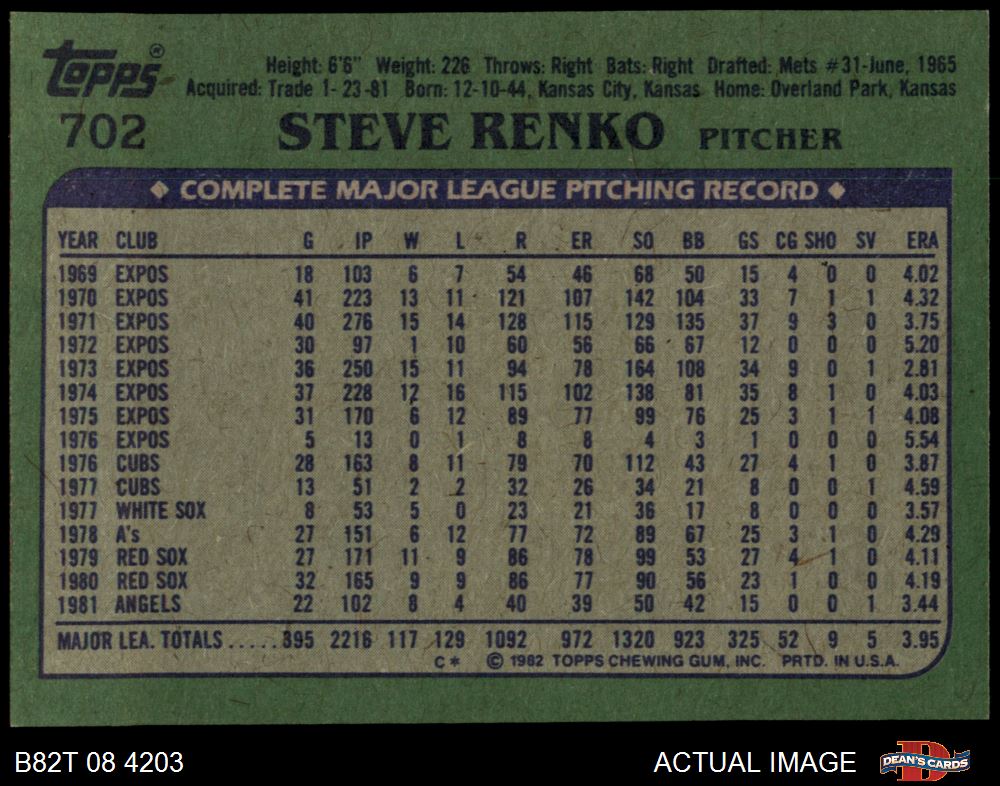 Topps®
Height: 6'6" Weight: 226 Throws: Right Bats: Right Drafted: Mets #31-June, 1965
Acquired: Trade 1-23-81 Born: 12-10-44, Kansas City, Kansas Home: Overland Park, Kansas
702 STEVE RENKO PITCHER
◆ COMPLETE MAJOR LEAGUE PITCHING RECORD ◆
YEAR CLUB G IP W L R ER SO BB GS CG SHO SV ERA
1969 EXPOS 18 103 6 7 54 46 68 50 15 4 0 0 4.02
1970 EXPOS 41 223 13 11 121 107 142 104 33 7 1 1 4.32
1971 EXPOS 40 276 15 14 128 115 129 135 37 9 3 0 3.75
1972 EXPOS 30 97 1 10 60 56 66 67 12 0 0 0 5.20
1973 EXPOS 36 250 15 11 94 78 164 108 34 9 0 1 2.81
1974 EXPOS 37 228 12 16 115 102 138 81 35 8 1 0 4.03
1975 EXPOS 31 170 6 12 89 77 99 76 25 3 1 1 4.08
1976 EXPOS 5 13 0 1 8 8 4 3 1 0 0 0 5.54
1976 CUBS 28 163 8 11 79 70 112 43 27 4 1 0 3.87
1977 CUBS 13 51 2 2 32 26 34 21 8 0 0 1 4.59
1977 WHITE SOX 8 53 5 0 23 21 36 17 8 0 0 0 3.57
1978 A's 27 151 6 12 77 72 89 67 25 3 1 0 4.29
1979 RED SOX 27 171 11 9 86 78 99 53 27 4 1 0 4.11
1980 RED SOX 32 165 9 9 86 77 90 56 23 1 0 0 4.19
1981 ANGELS 22 102 8 4 40 39 50 42 15 0 0 1 3.44
MAJOR LEA. TOTALS.....395 2216 117 129 1092 972 1320 923 325 52 9 5 3.95
C* © 1982 TOPPS CHEWING GUM, INC. PRTD. IN U.S.A.
B82T 08 4203 ACTUAL IMAGE D DEAN'S CARDS